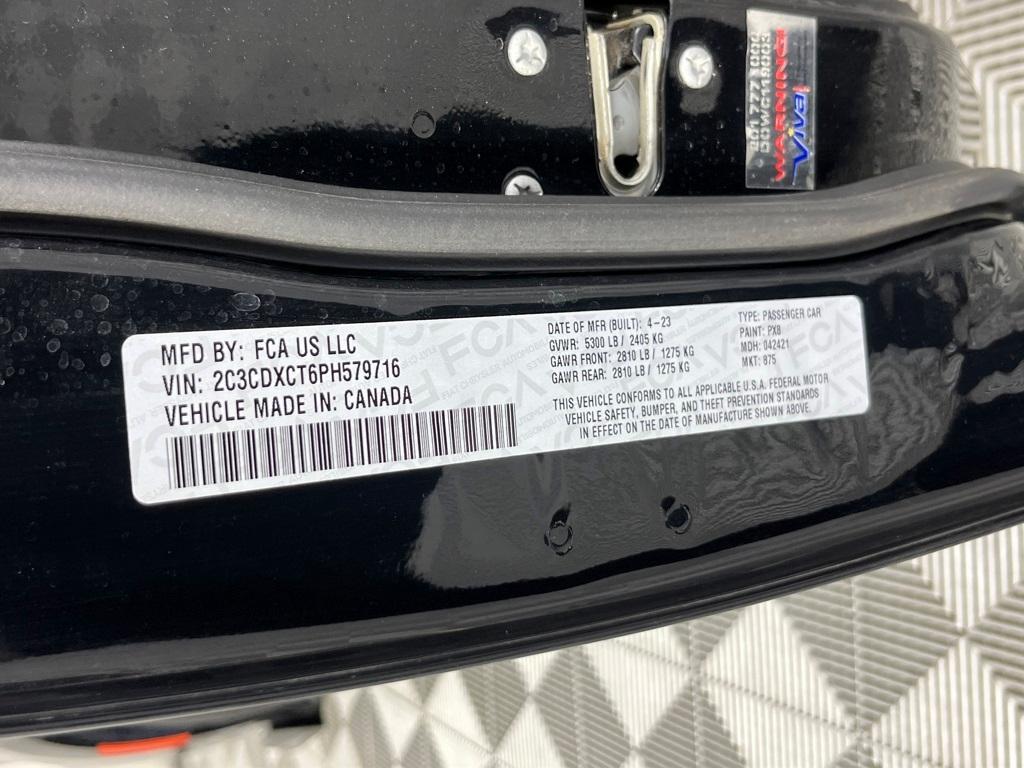 WARNING!
Viva!
MFD BY: FCA US LLC
VIN: 2C3CDXCT6PH579716
VEHICLE MADE IN: CANADA
DATE OF MFR (BUILT): 4-23
GVWR: 5300 LB / 2405 KG
GAWR FRONT: 2810 LB / 1275 KG
GAWR REAR: 2810 LB / 1275 KG
TYPE: PASSENGER CAR
PAINT: PX8
MDH: 042421
MKT: 875
THIS VEHICLE CONFORMS TO ALL APPLICABLE U.S.A. FEDERAL MOTOR
VEHICLE SAFETY, BUMPER, AND THEFT PREVENTION STANDARDS
IN EFFECT ON THE DATE OF MANUFACTURE SHOWN ABOVE.